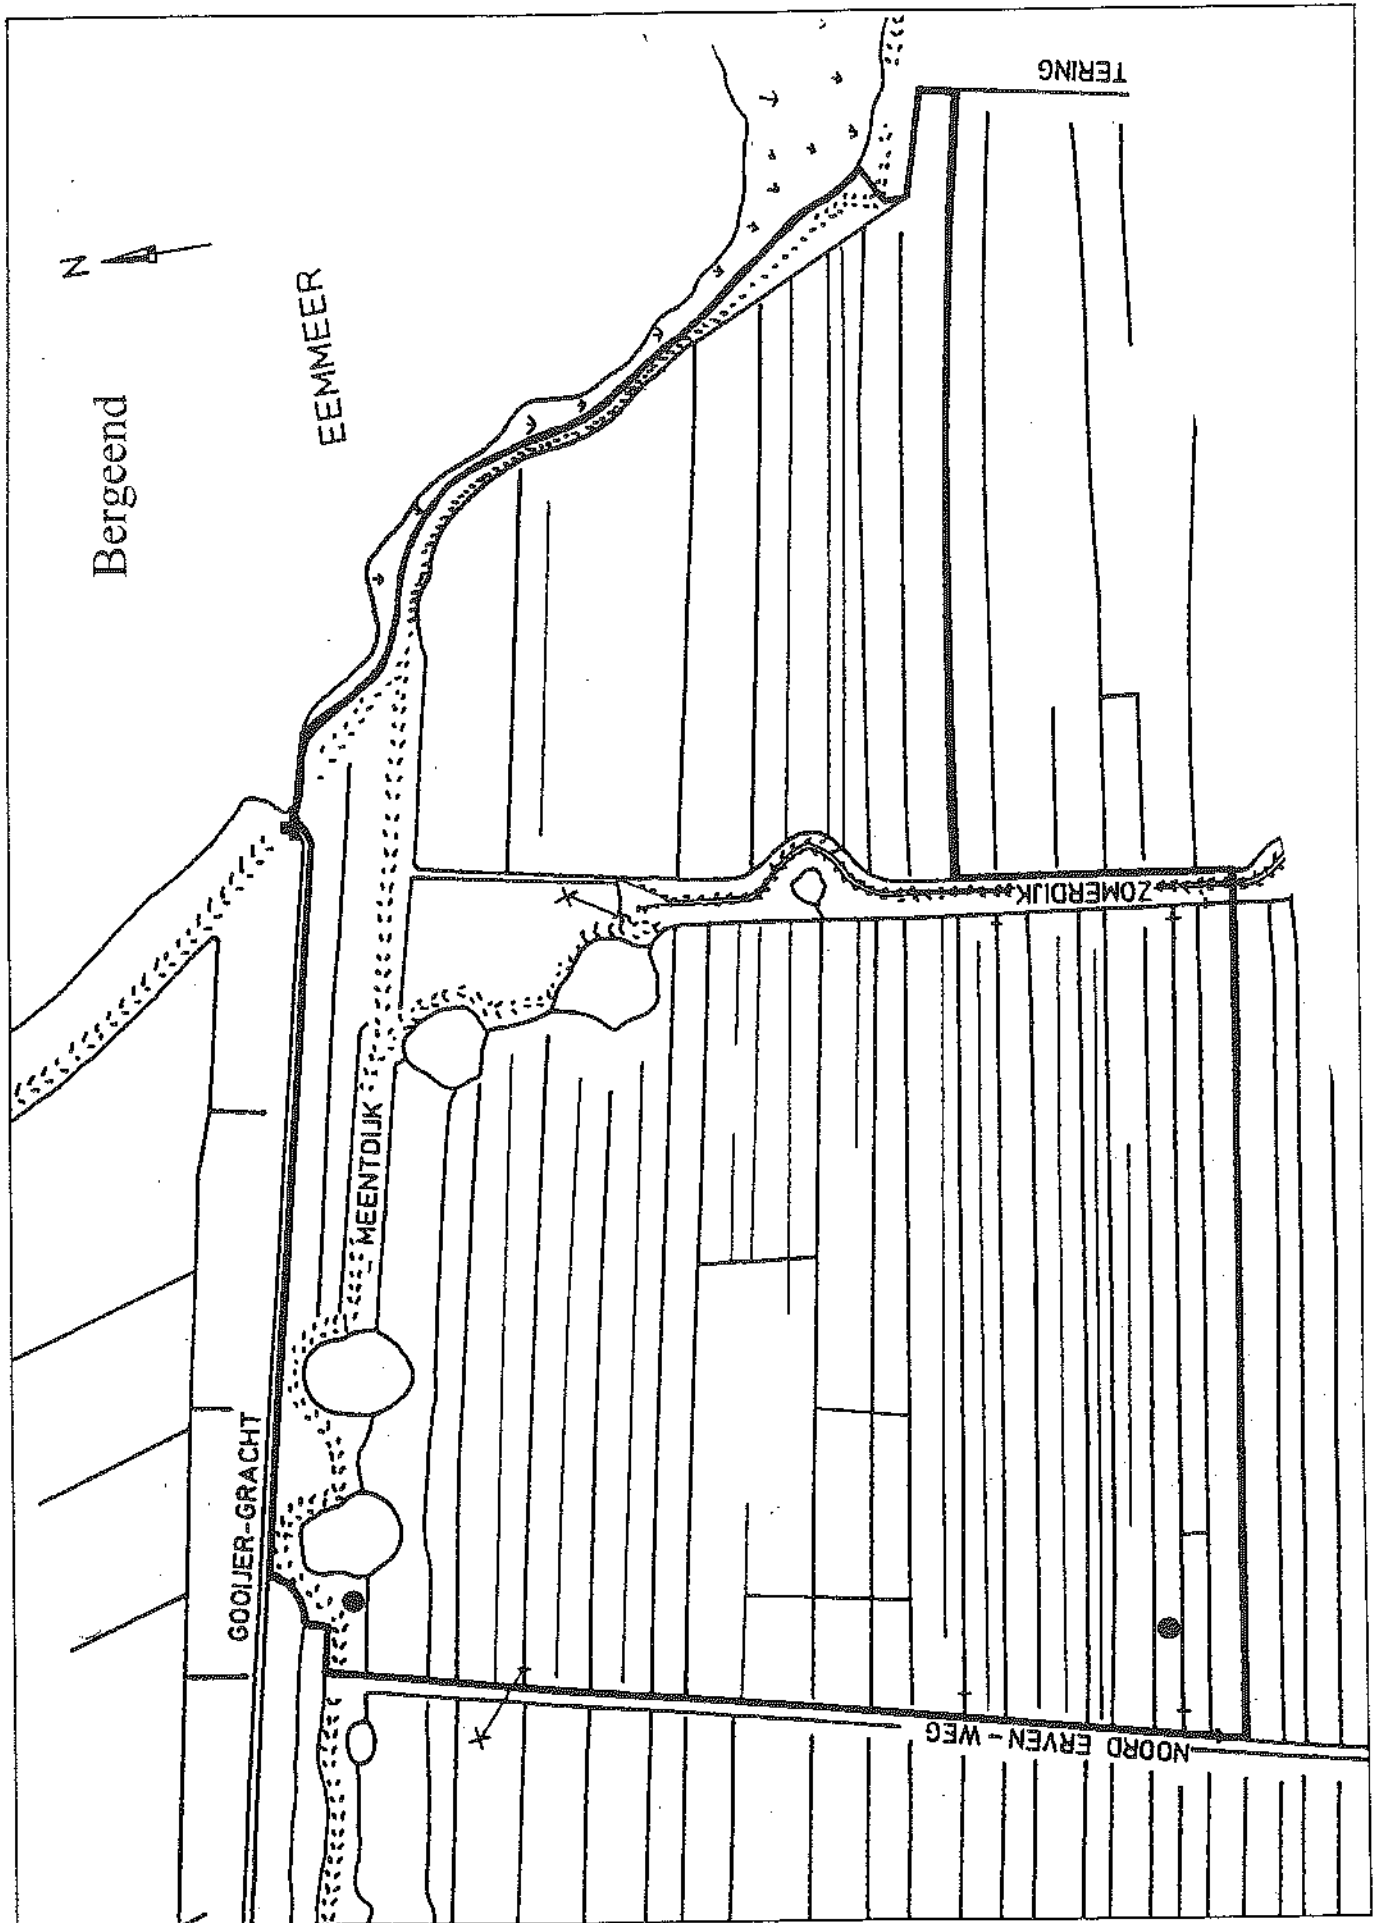 Bergeend
N
EEMMEER
TERING
ZOMERDIJK
MEENTDIJK
GOOIJER-GRACHT
NOORD ERVEN-WEG